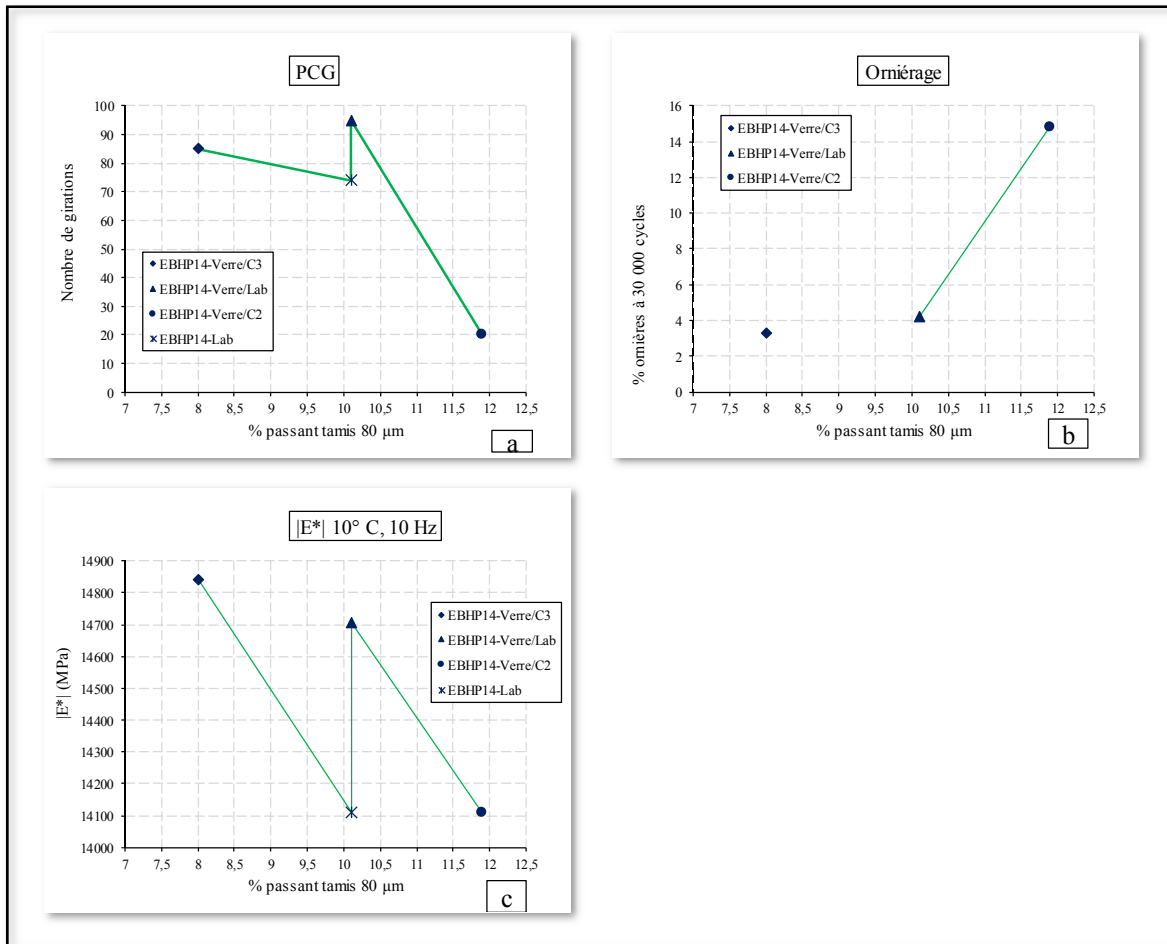 PCG
Nombre de girations
100
90
80
70
60
50
40
30
20
10
0
EBHP14-Verre/C3
EBHP14-Verre/Lab
EBHP14-Verre/C2
EBHP14-Lab
7 7,5 8 8,5 9 9,5 10 10,5 11 11,5 12 12,5
% passant tamis 80 µm
a
Orniérage
% ornières à 30 000 cycles
16
14
12
10
8
6
4
2
0
EBHP14-Verre/C3
EBHP14-Verre/Lab
EBHP14-Verre/C2
7 7,5 8 8,5 9 9,5 10 10,5 11 11,5 12 12,5
% passant tamis 80 µm
b
|E*| 10° C, 10 Hz
|E*| (MPa)
14900
14800
14700
14600
14500
14400
14300
14200
14100
14000
EBHP14-Verre/C3
EBHP14-Verre/Lab
EBHP14-Verre/C2
EBHP14-Lab
7 7,5 8 8,5 9 9,5 10 10,5 11 11,5 12 12,5
% passant tamis 80 µm
c